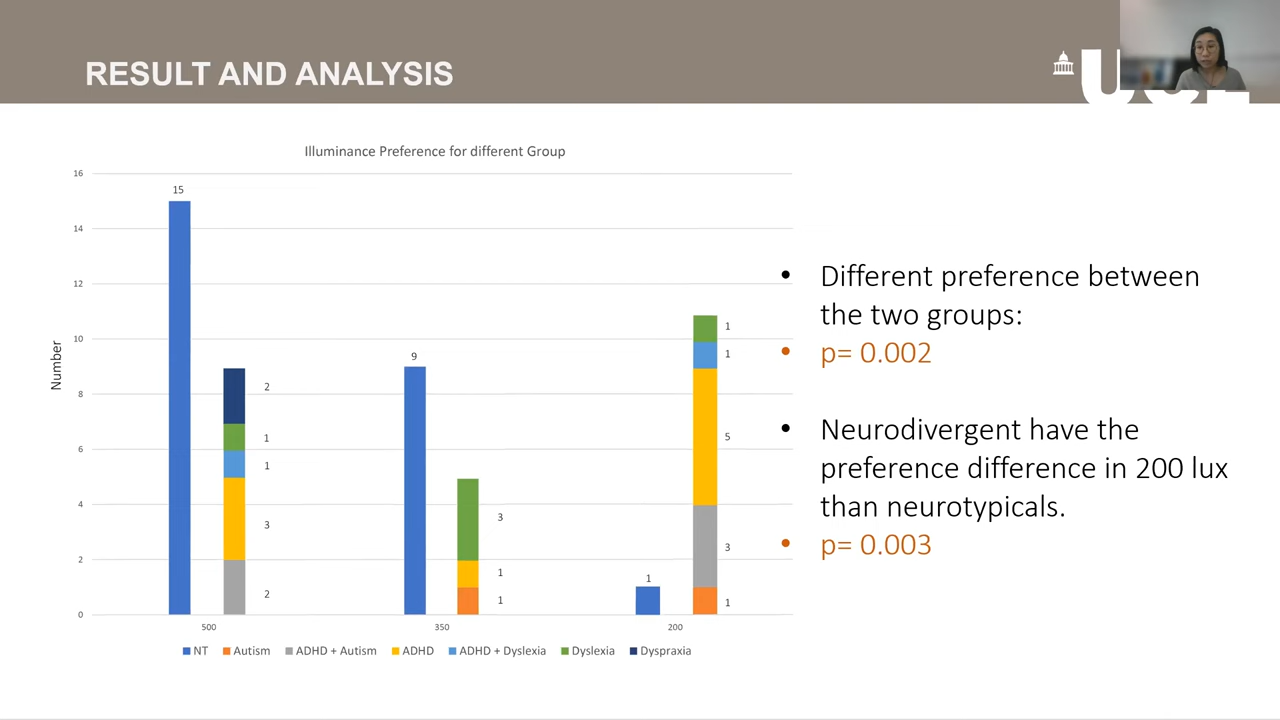 RESULT AND ANALYSIS
Illuminance Preference for different Group
Number
16
14
12
10
8
6
4
2
0
15
2
1
1
3
2
9
3
1
1
1
1
1
5
3
1
500 350 200
NT Autism ADHD + Autism ADHD ADHD + Dyslexia Dyslexia Dyspraxia
• Different preference between
the two groups:
• p= 0.002
• Neurodivergent have the
preference difference in 200 lux
than neurotypicals.
• p= 0.003